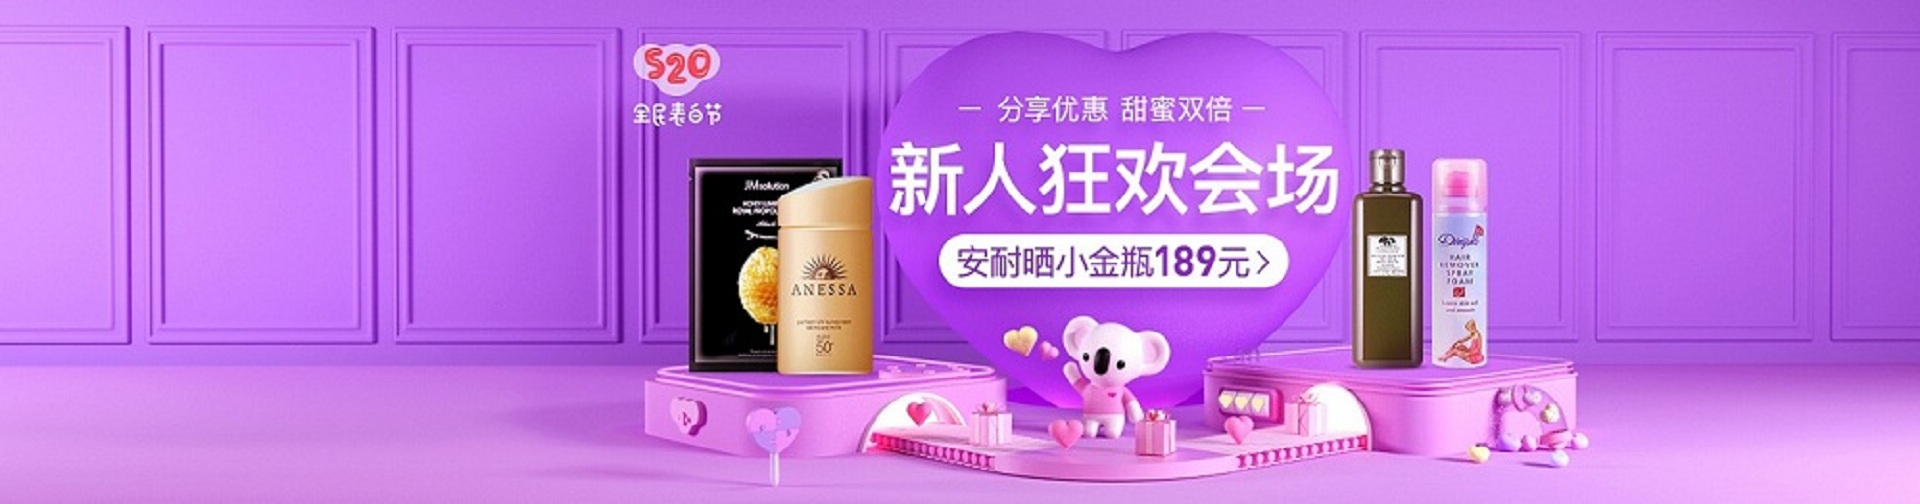 520
全民表白节
— 分享优惠 甜蜜双倍 —
新人狂欢会场
安耐晒小金瓶189元>
JMsolution
ANESSA
50+
HAIR
REMOVER
SPRAY
FOAM